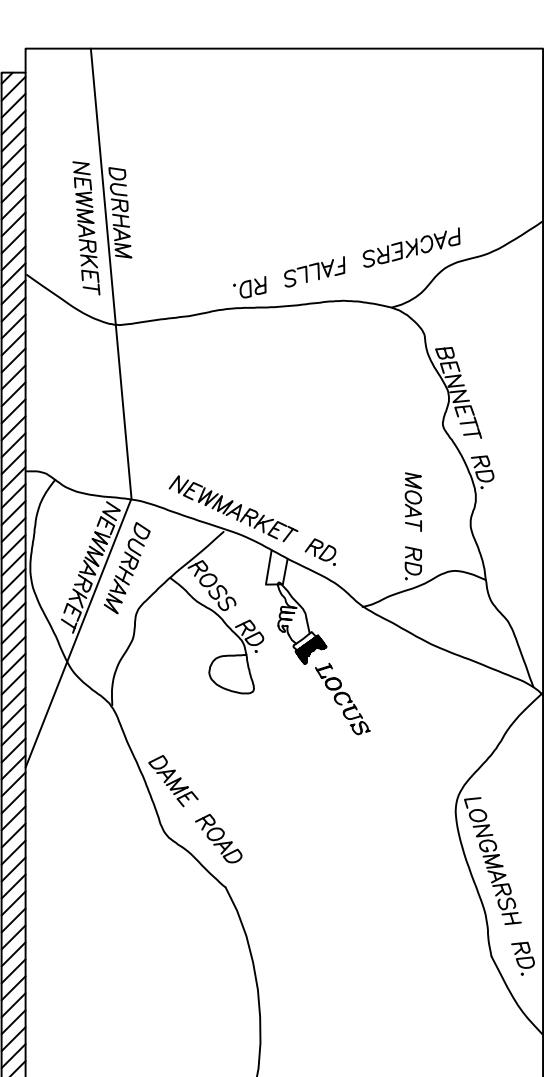 DURHAM
NEWMARKET
PACKERS FALLS RD.
BENNETT RD.
MOAT RD.
NEWMARKET RD.
DURHAM
NEWMARKET
ROSS RD.
LOCUS
DAME ROAD
LONGMARSH RD.